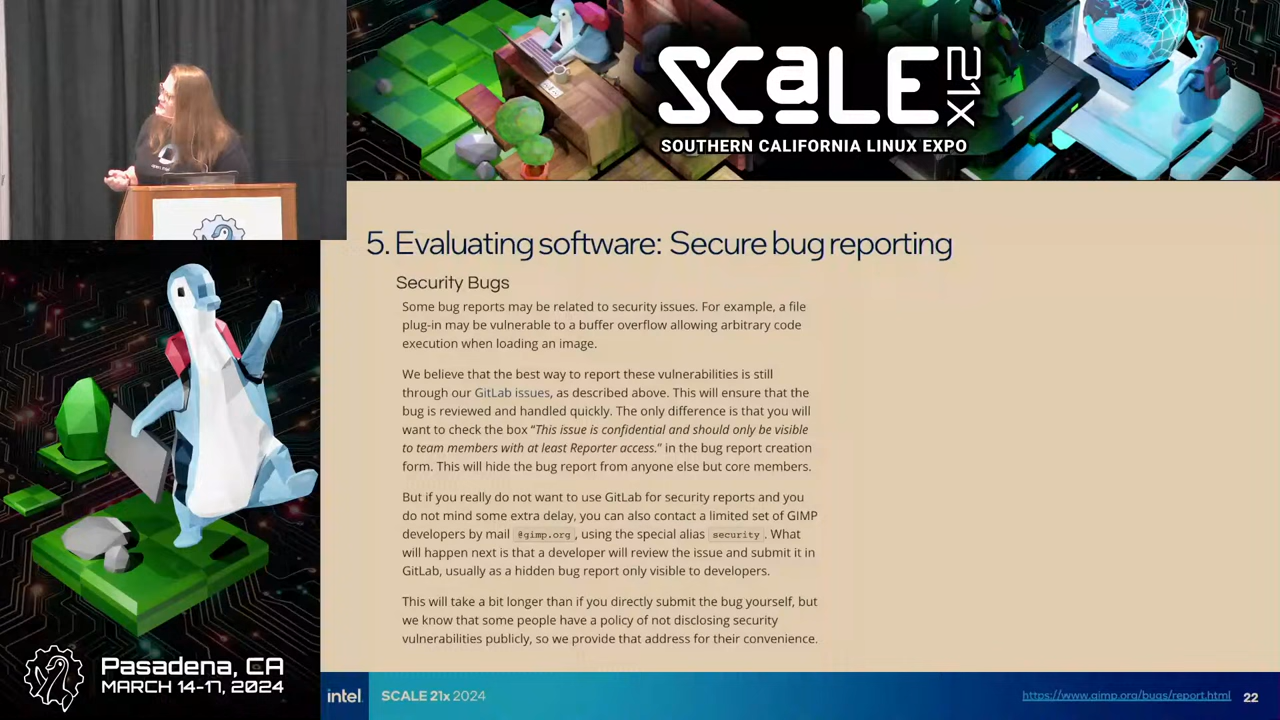 SCaLE 21x
SOUTHERN CALIFORNIA LINUX EXPO
5. Evaluating software: Secure bug reporting
Security Bugs
Some bug reports may be related to security issues. For example, a file
plug-in may be vulnerable to a buffer overflow allowing arbitrary code
execution when loading an image.
We believe that the best way to report these vulnerabilities is still
through our GitLab issues, as described above. This will ensure that the
bug is reviewed and handled quickly. The only difference is that you will
want to check the box "This issue is confidential and should only be visible
to team members with at least Reporter access." in the bug report creation
form. This will hide the bug report from anyone else but core members.
But if you really do not want to use GitLab for security reports and you
do not mind some extra delay, you can also contact a limited set of GIMP
developers by mail @gimp.org, using the special alias security. What
will happen next is that a developer will review the issue and submit it in
GitLab, usually as a hidden bug report only visible to developers.
This will take a bit longer than if you directly submit the bug yourself, but
we know that some people have a policy of not disclosing security
vulnerabilities publicly, so we provide that address for their convenience.
Pasadena, CA
MARCH 14-17, 2024
intel
SCALE 21x 2024
https://www.gimp.org/bugs/report.html
22